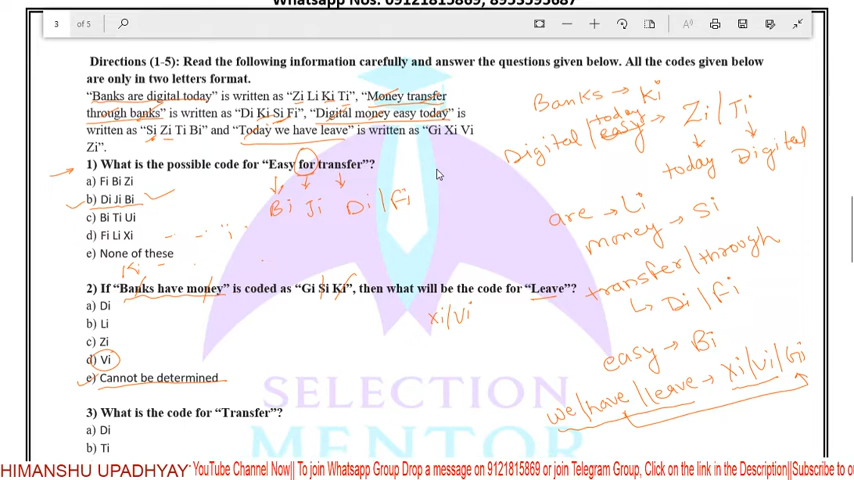 Whatsapp Nos: 09121815869, 8953595687
3 of 5
Directions (1-5): Read the following information carefully and answer the questions given below. All the codes given below
are only in two letters format.
"Banks are digital today" is written as "Zi Li Ki Ti", "Money transfer
through banks" is written as "Di Ki Si Fi", "Digital money easy today" is
written as "Si Zi Ti Bi" and "Today we have leave" is written as "Gi Xi Vi
Zi".
1) What is the possible code for "Easy for transfer"?
a) Fi Bi Zi
b) Di Ji Bi
c) Bi Ti Ui
d) Fi Li Xi
e) None of these
Bi Ji Di/Fi
Ki
2) If "Banks have money" is coded as "Gi Si Ki", then what will be the code for "Leave"?
a) Di
b) Li
c) Zi
d) Vi
e) Cannot be determined
Xi/Vi
3) What is the code for "Transfer"?
a) Di
b) Ti
Banks → Ki
Digital/easy today → Zi/Ti
today Digital
are → Li
money → Si
transfer/through
Di/Fi
easy → Bi
we/have/leave → Xi/Vi/Gi
SELECTION
MENTOR
HIMANSHU UPADHYAY
YouTube Channel Now|| To join Whatsapp Group Drop a message on 9121815869 or join Telegram Group, Click on the link in the Description||Subscribe to ou